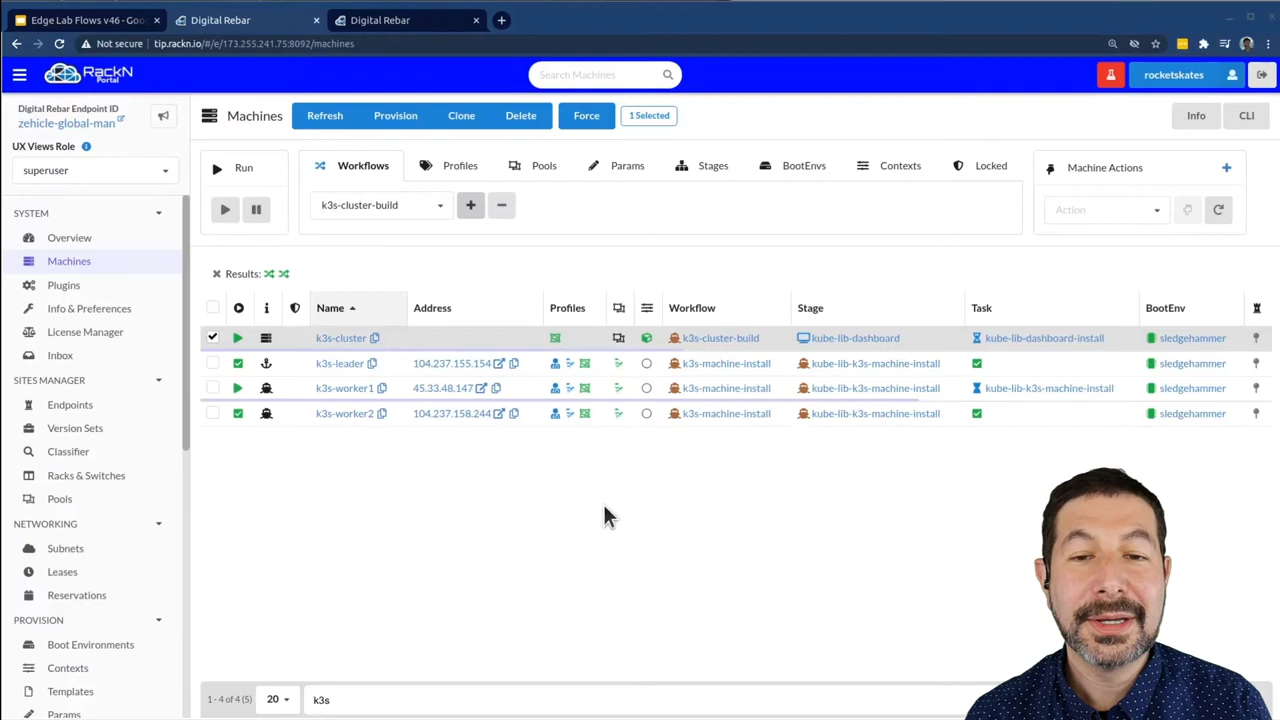 Edge Lab Flows v46 - Goo
Digital Rebar
Digital Rebar
Not secure
tip.rackn.io/#/e/173.255.241.75:8092/machines
RackN
Portal
Search Machines
rocketskates
Digital Rebar Endpoint ID
zehicle-global-man
UX Views Role
superuser
SYSTEM
Overview
Machines
Plugins
Info & Preferences
License Manager
Inbox
SITES MANAGER
Endpoints
Version Sets
Classifier
Racks & Switches
Pools
NETWORKING
Subnets
Leases
Reservations
PROVISION
Boot Environments
Contexts
Templates
Params
Machines
Refresh
Provision
Clone
Delete
Force
1 Selected
Info
CLI
Run
Workflows
Profiles
Pools
Params
Stages
BootEnvs
Contexts
Locked
k3s-cluster-build
Machine Actions
Action
Results:
Name Address Profiles Workflow Stage Task BootEnv
k3s-cluster k3s-cluster-build kube-lib-dashboard kube-lib-dashboard-install sledgehammer
k3s-leader 104.237.155.154 k3s-machine-install kube-lib-k3s-machine-install sledgehammer
k3s-worker1 45.33.48.147 k3s-machine-install kube-lib-k3s-machine-install kube-lib-k3s-machine-install sledgehammer
k3s-worker2 104.237.158.244 k3s-machine-install kube-lib-k3s-machine-install sledgehammer
1 - 4 of 4 (5)
20
k3s